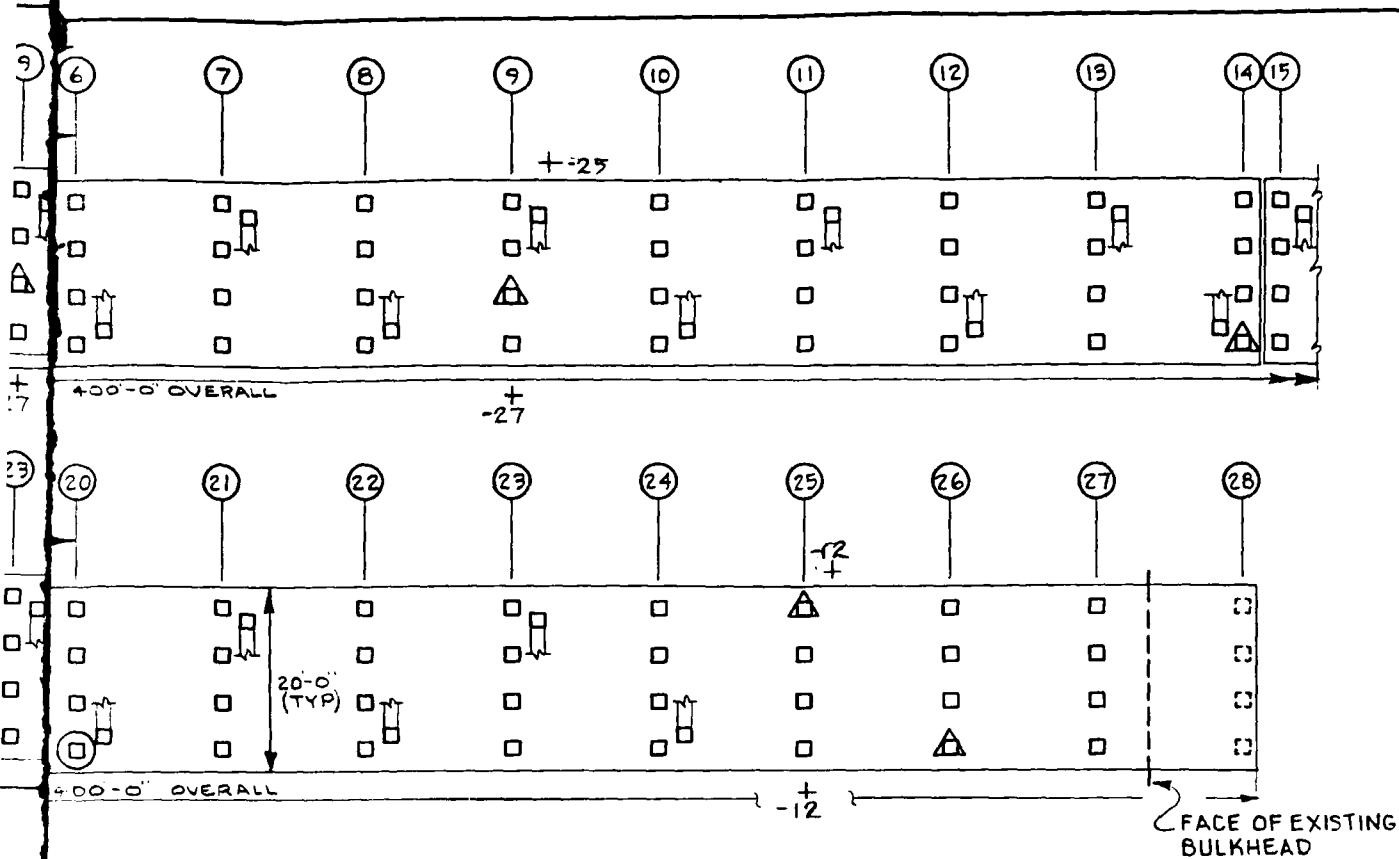 9 6 7 8 9 10 11 12 13 14 15
-25
400'-0" OVERALL
-27
23 20 21 22 23 24 25 26 27 28
-12
20'-0"
(TYP)
400'-0" OVERALL
-12
FACE OF EXISTING
BULKHEAD